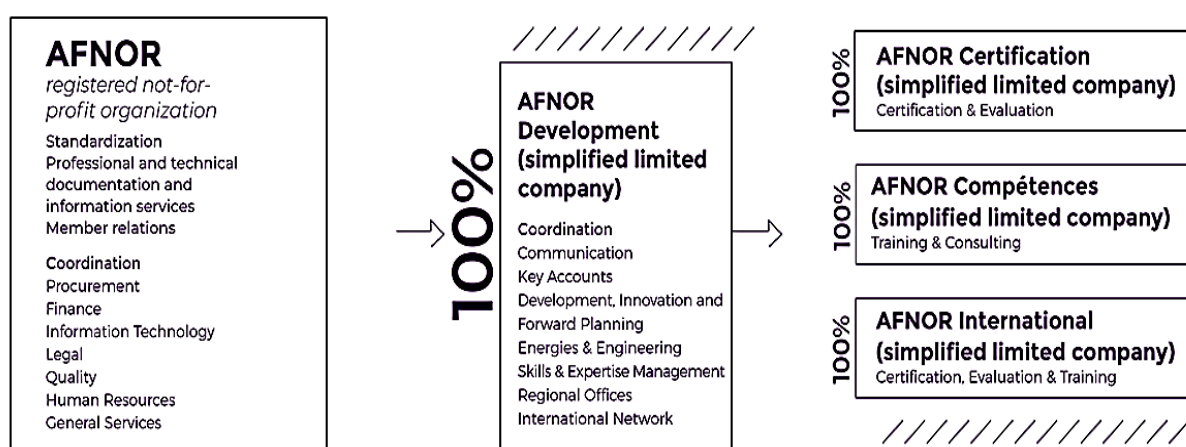 AFNOR
registered not-for-
profit organization
Standardization
Professional and technical
documentation and
information services
Member relations
Coordination
Procurement
Finance
Information Technology
Legal
Quality
Human Resources
General Services
100%
AFNOR
Development
(simplified limited
company)
Coordination
Communication
Key Accounts
Development, Innovation and
Forward Planning
Energies & Engineering
Skills & Expertise Management
Regional Offices
International Network
100%
AFNOR Certification
(simplified limited company)
Certification & Evaluation
100%
AFNOR Compétences
(simplified limited company)
Training & Consulting
100%
AFNOR International
(simplified limited company)
Certification, Evaluation & Training